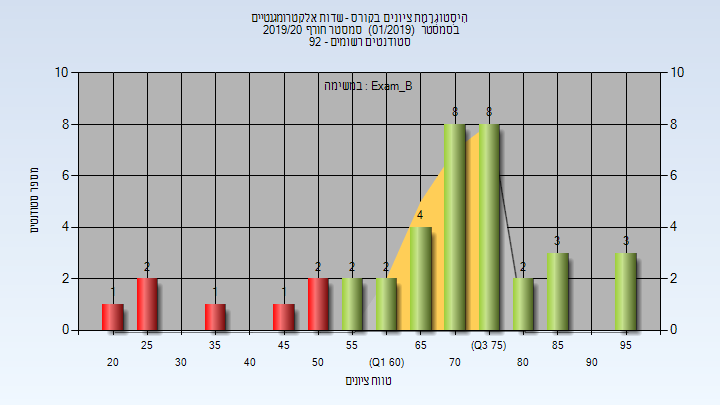 הִיסְטוֹגְרָמַת ציונים בקורס - שדות אלקטרומגנטיים
בסמסטר (01/2019) סמסטר חורף 2019/20
סטודנטים רשומים - 92
במשימה : Exam_B
10 10
8 8
6 6
4 4
2 2
0 0
1 2 1 1 2 2 2 4 8 8 2 3 3
מספר סטודנטים
25 35 45 55 65 (Q3 75) 85 95
20 30 40 50 (Q1 60) 70 80 90
טווח ציונים